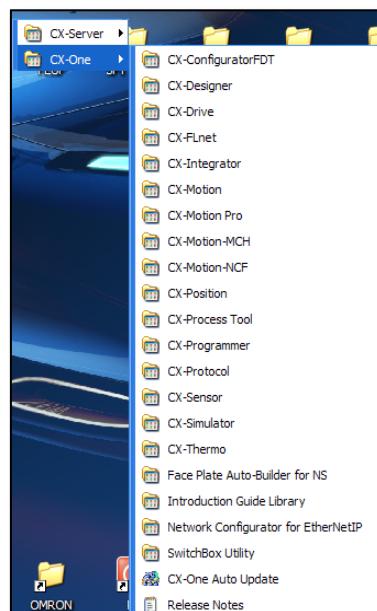 CX-Server
CX-One
CX-ConfiguratorFDT
CX-Designer
CX-Drive
CX-FLnet
CX-Integrator
CX-Motion
CX-Motion Pro
CX-Motion-MCH
CX-Motion-NCF
CX-Position
CX-Process Tool
CX-Programmer
CX-Protocol
CX-Sensor
CX-Simulator
CX-Thermo
Face Plate Auto-Builder for NS
Introduction Guide Library
Network Configurator for EtherNetIP
SwitchBox Utility
CX-One Auto Update
Release Notes
OMRON